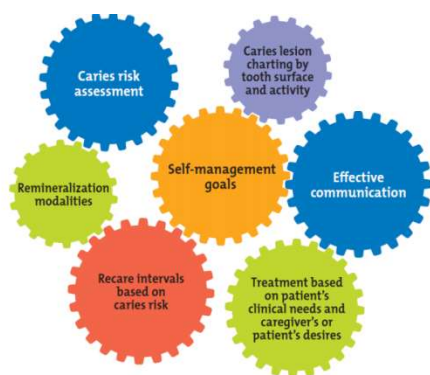 Caries risk
assessment
Caries lesion
charting by
tooth surface
and activity
Self-management
goals
Effective
communication
Remineralization
modalities
Recare intervals
based on
caries risk
Treatment based
on patient's
clinical needs and
caregiver's or
patient's desires